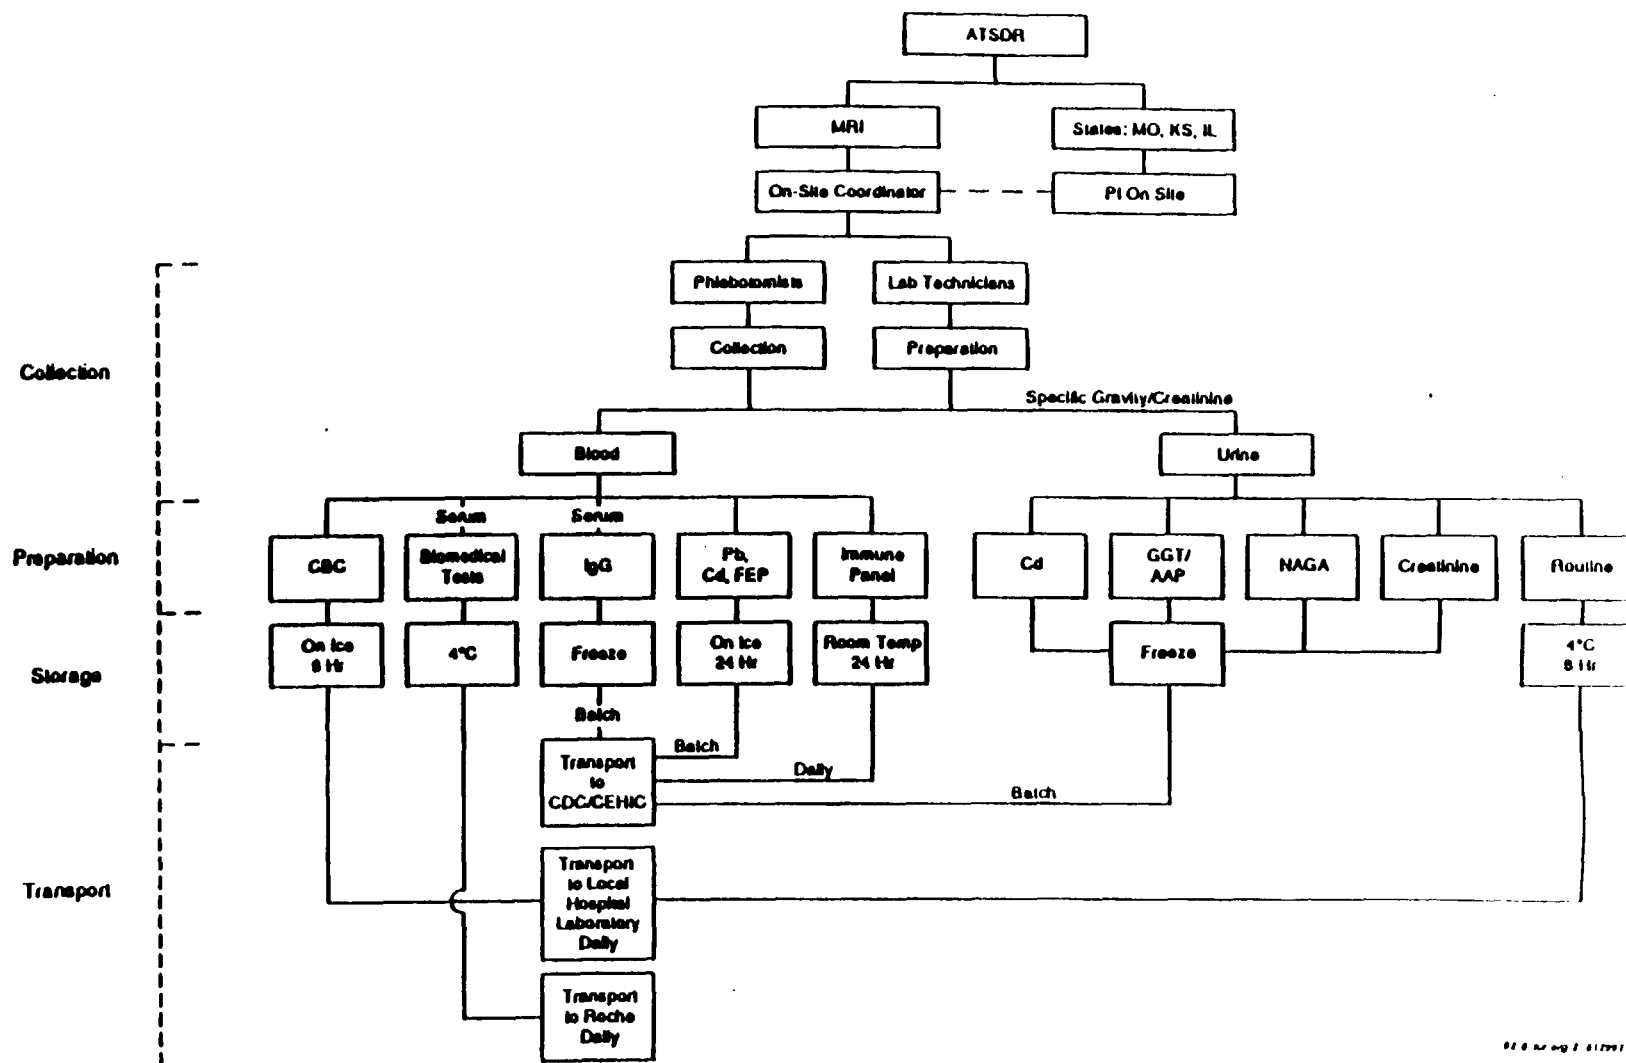 ATSDR
MRI
States: MO, KS, IL
On-Site Coordinator
PI On Site
Phlebotomists
Lab Technicians
Collection
Preparation
Collection
Specific Gravity/Creatinine
Blood
Urine
Serum
Serum
Preparation
CBC
Biomedical
Tests
IgG
Pb,
Cd, FEP
Immune
Panel
Cd
GGT/
AAP
NAGA
Creatinine
Routine
Storage
On Ice
8 Hr
4°C
Freeze
On Ice
24 Hr
Room Temp
24 Hr
Freeze
4°C
8 Hr
Batch
Batch
Daily
Batch
Transport
to
CDC/CEHIC
Transport
Transport
to Local
Hospital
Laboratory
Daily
Transport
to Roche
Daily